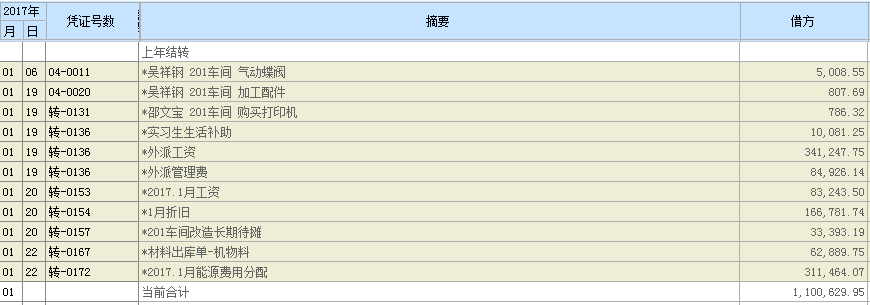 2017年 凭证号数 摘要 借方
月 日
上年结转
01 06 04-0011 *吴祥钢 201车间 气动蝶阀 5,008.55
01 19 04-0020 *吴祥钢 201车间 加工配件 807.69
01 19 转-0131 *邵文宝 201车间 购买打印机 786.32
01 19 转-0136 *实习生生活补助 10,081.25
01 19 转-0136 *外派工资 341,247.75
01 19 转-0136 *外派管理费 84,926.14
01 20 转-0153 *2017.1月工资 83,243.50
01 20 转-0154 *1月折旧 166,781.74
01 20 转-0157 *201车间改造长期待摊 33,393.19
01 22 转-0167 *材料出库单-机物料 62,889.75
01 22 转-0172 *2017.1月能源费用分配 311,464.07
01 当前合计 1,100,629.95